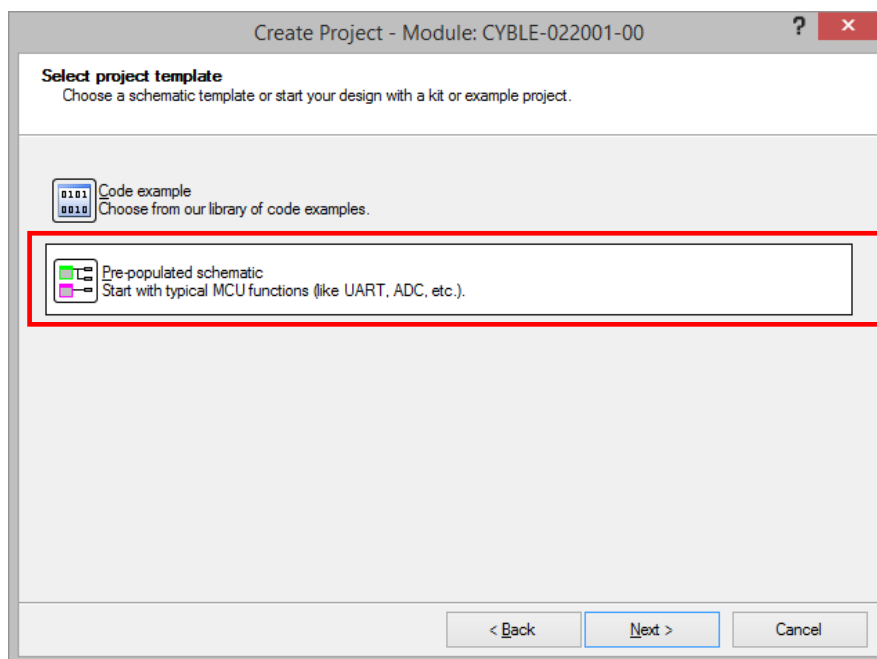 Create Project - Module: CYBLE-022001-00
?
×
Select project template
Choose a schematic template or start your design with a kit or example project.
0101
0010
Code example
Choose from our library of code examples.
Pre-populated schematic
Start with typical MCU functions (like UART, ADC, etc.).
< Back
Next >
Cancel